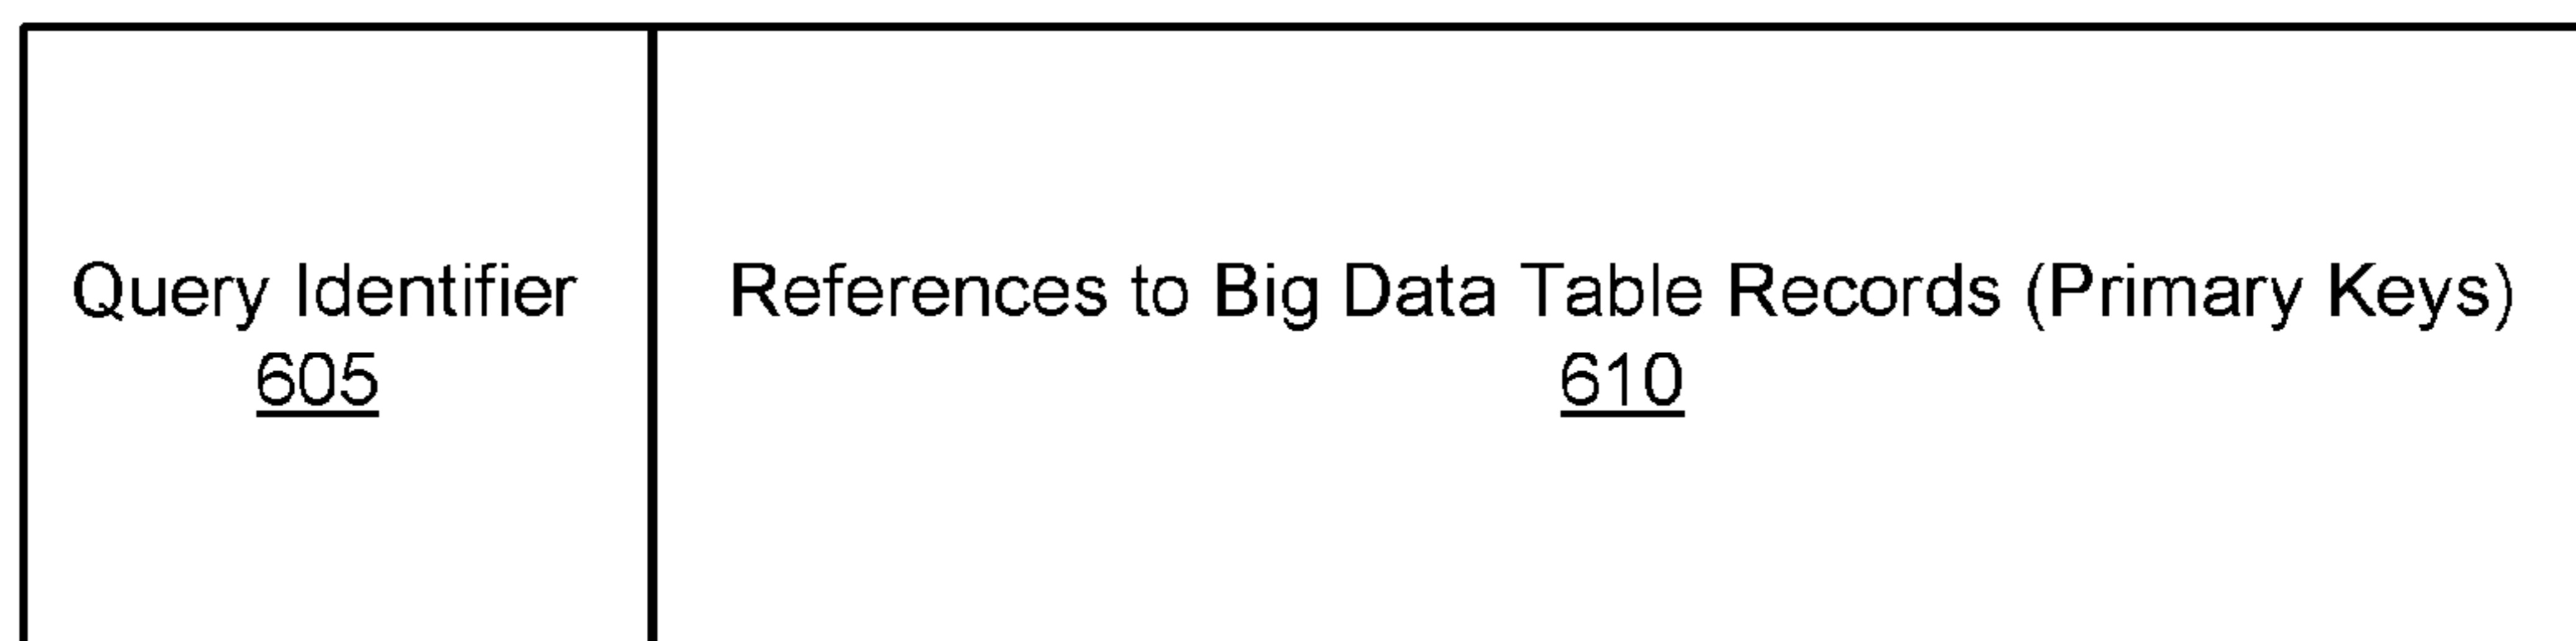 Query Identifier
605
References to Big Data Table Records (Primary Keys)
610